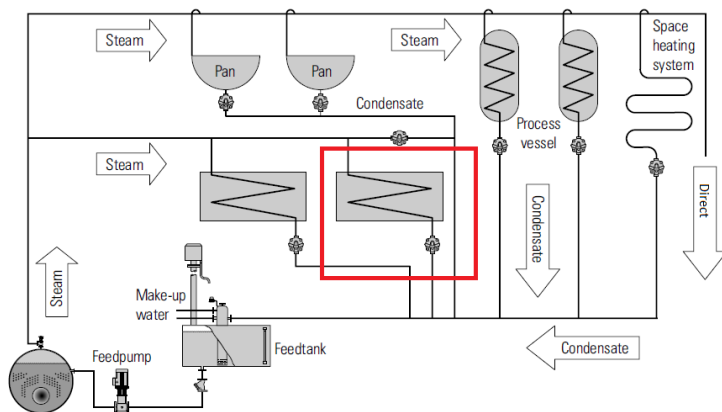 Steam
Pan
Pan
Steam
Space
heating
system
Condensate
Process
vessel
Steam
Condensate
Direct
Steam
Make-up
water
Feedtank
Feedpump
Condensate